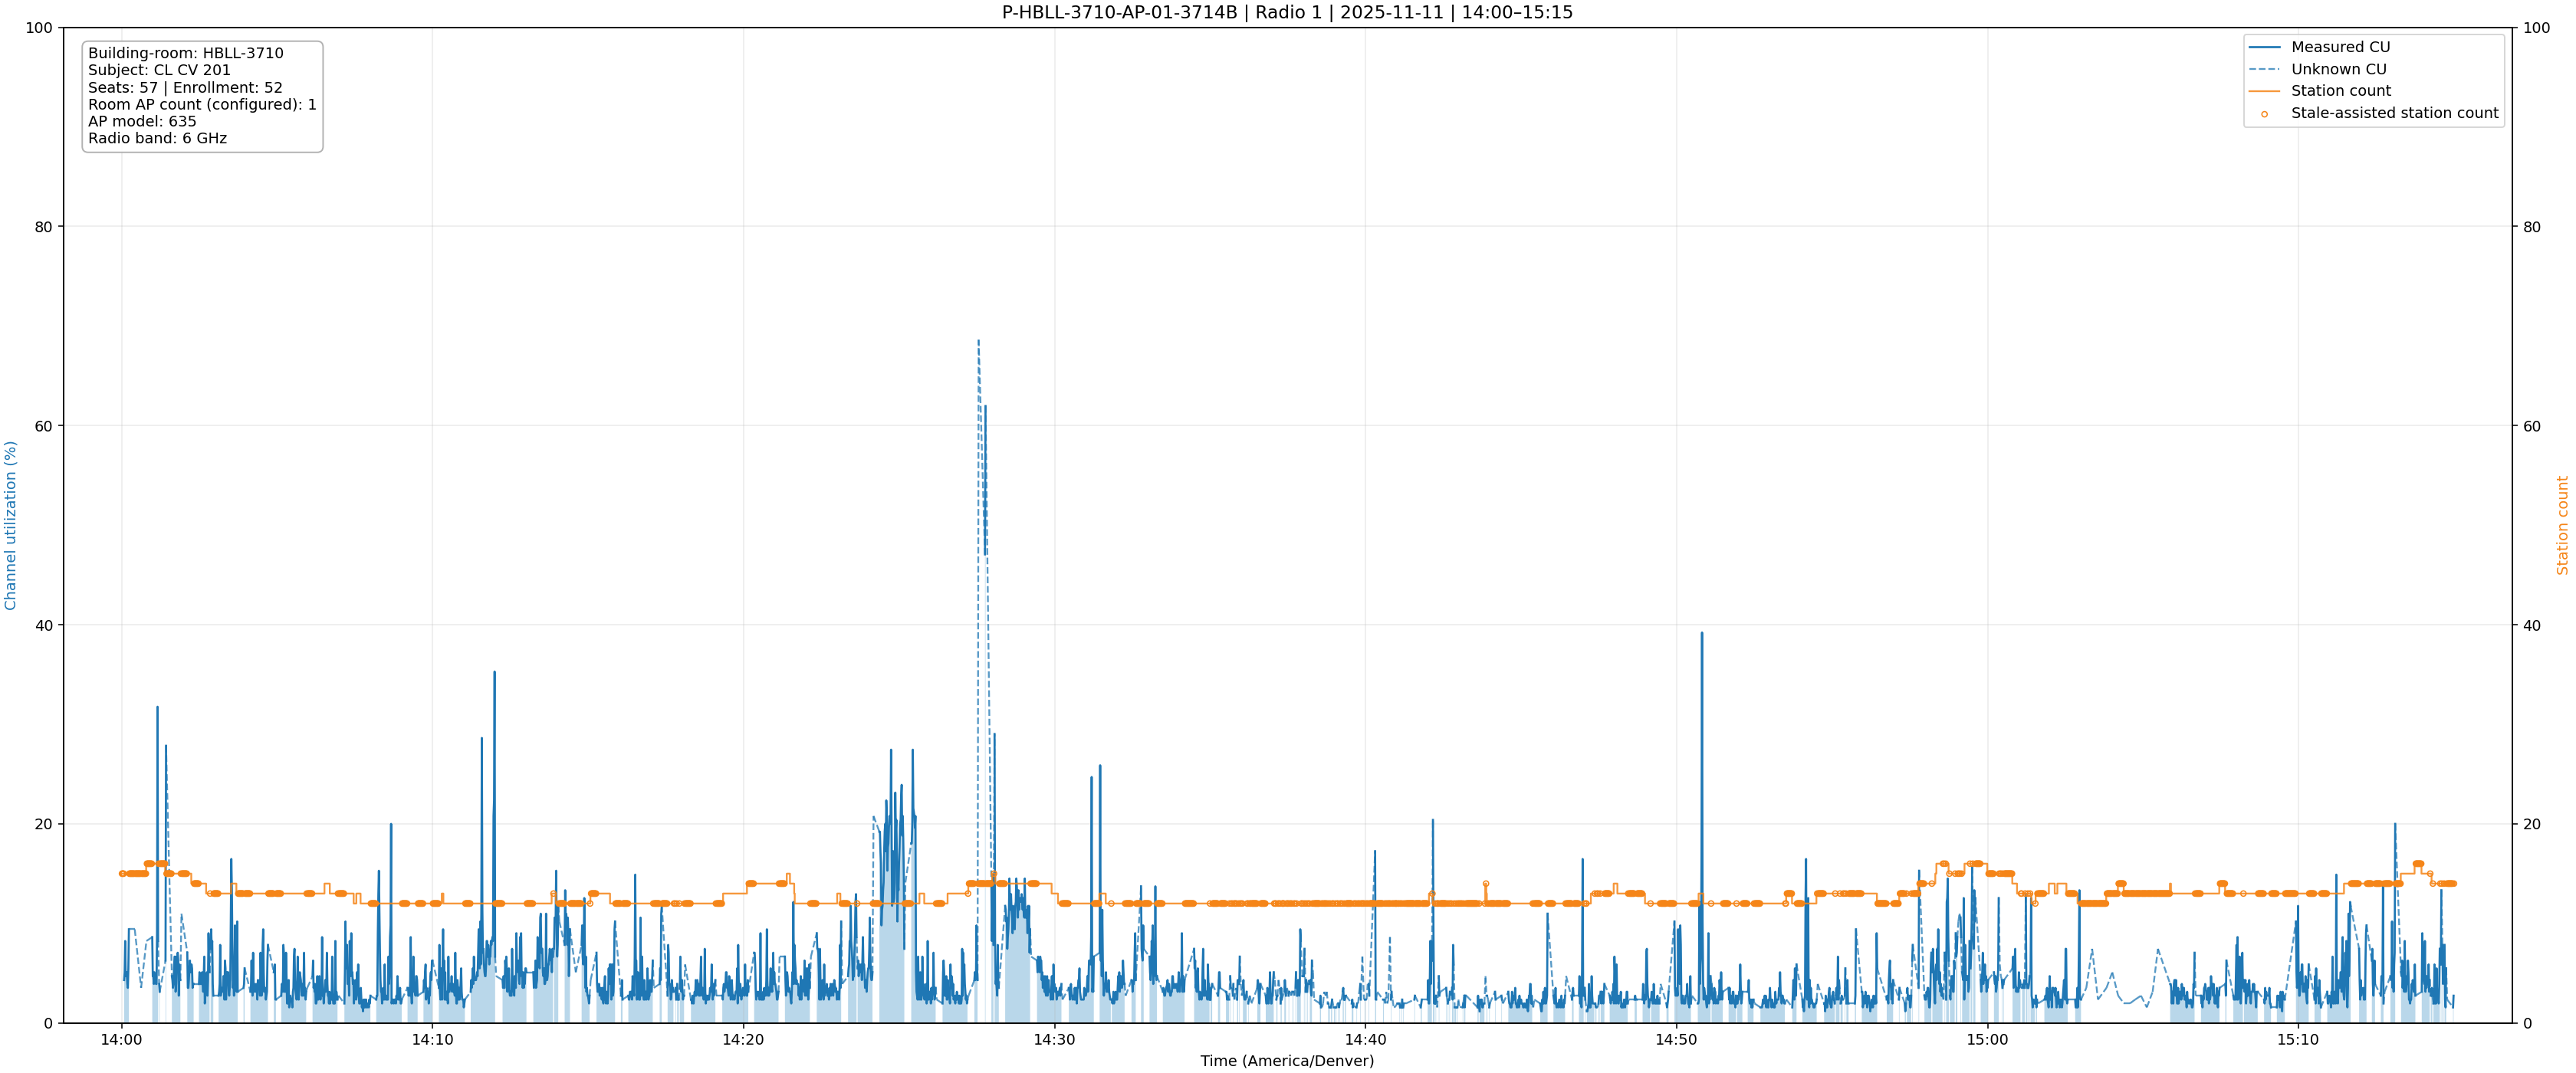 P-HBLL-3710-AP-01-3714B | Radio 1 | 2025-11-11 | 14:00–15:15
Building-room: HBLL-3710
Subject: CL CV 201
Seats: 57 | Enrollment: 52
Room AP count (configured): 1
AP model: 635
Radio band: 6 GHz
Measured CU
Unknown CU
Station count
Stale-assisted station count
Channel utilization (%)
100
80
60
40
20
0
100
80
60
40
20
0
Station count
14:00 14:10 14:20 14:30 14:40 14:50 15:00 15:10
Time (America/Denver)